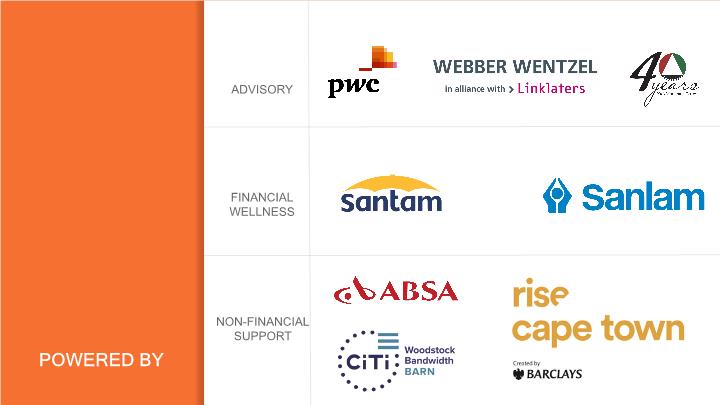 POWERED BY
ADVISORY
pwc
WEBBER WENTZEL
in alliance with > Linklaters
40
years
FINANCIAL
WELLNESS
santam
Sanlam
NON-FINANCIAL
SUPPORT
ABSA
CiTi
Woodstock
Bandwidth
BARN
rise
cape town
Created by
BARCLAYS